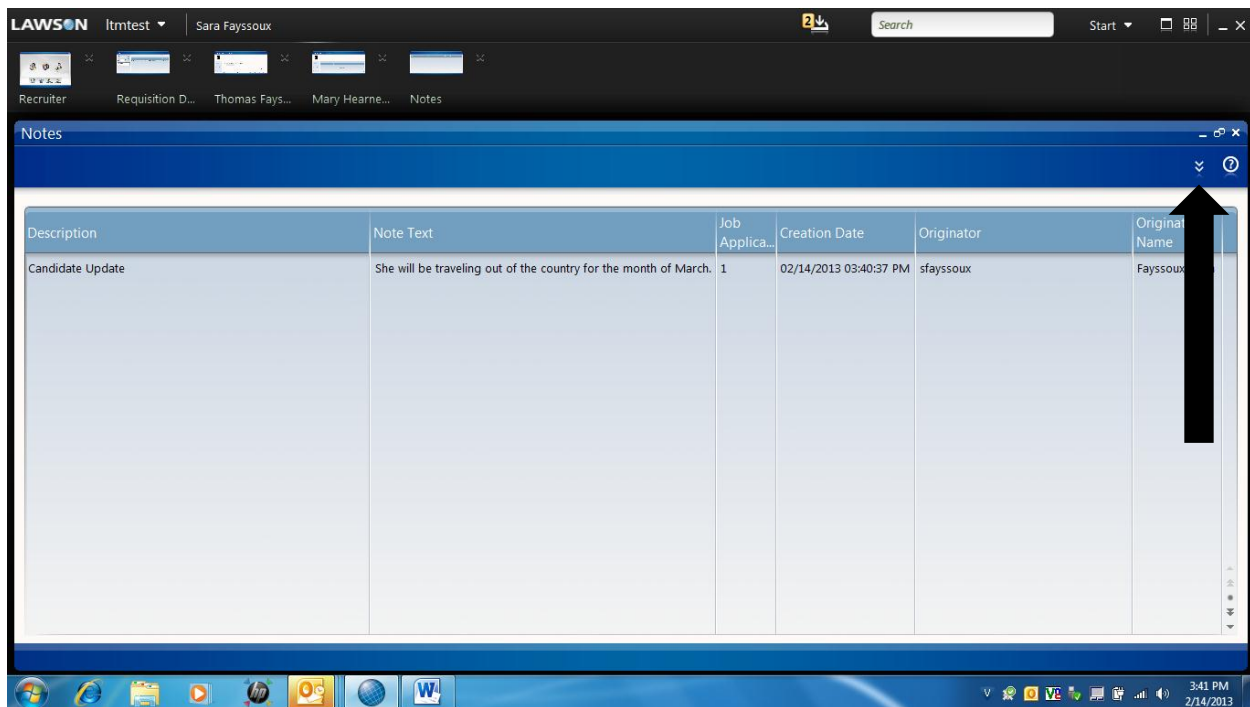 LAWSON ltmtest Sara Fayssoux 2 Search Start
Recruiter Requisition D... Thomas Fays... Mary Hearne... Notes
Notes
Description Note Text Job Applica... Creation Date Originator Name
Candidate Update She will be traveling out of the country for the month of March. 1 02/14/2013 03:40:37 PM sfayssoux Fayssoux
3:41 PM
2/14/2013